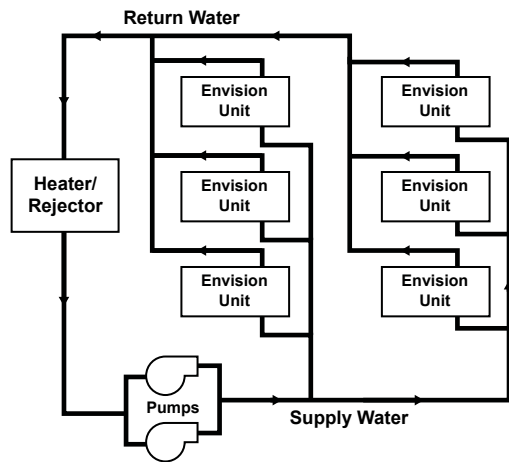 Return Water
Envision
Unit
Envision
Unit
Heater/
Rejector
Envision
Unit
Envision
Unit
Envision
Unit
Envision
Unit
Pumps
Supply Water